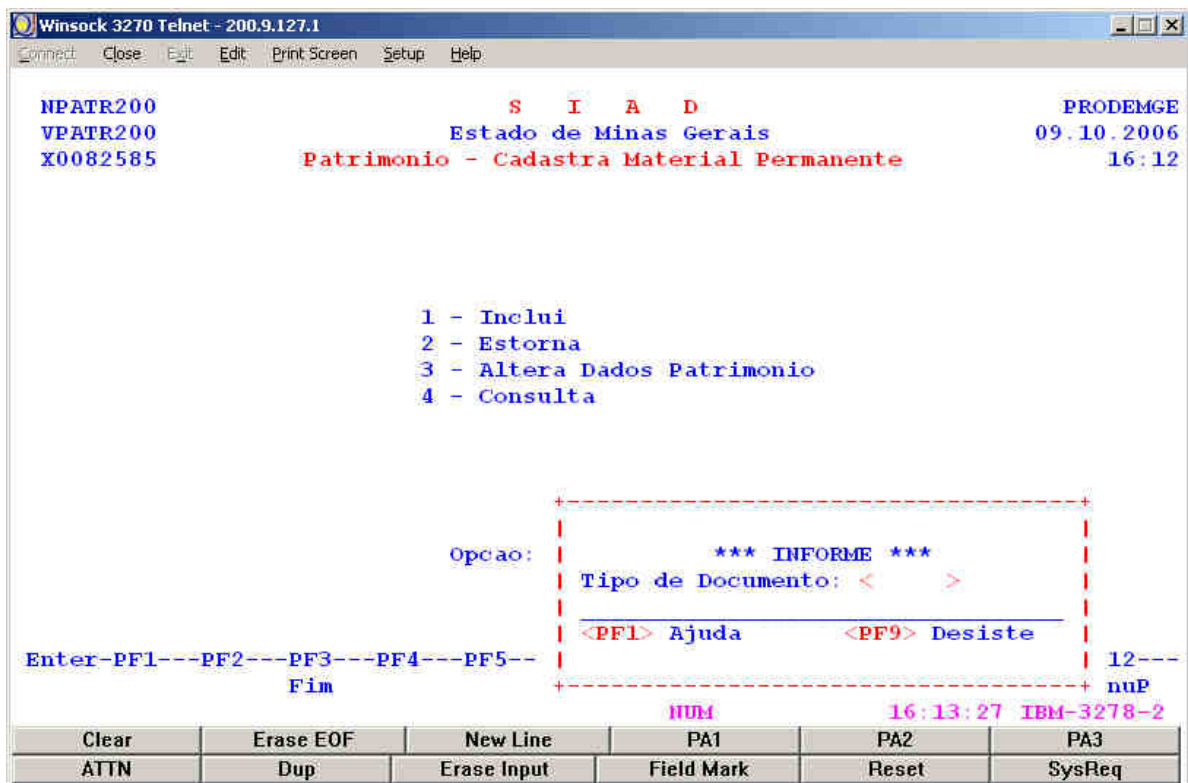 Winsock 3270 Telnet - 200.9.127.1
Connect Close Exit Edit Print Screen Setup Help
NPATR200 S I A D PRODEMGE
VPATR200 Estado de Minas Gerais 09.10.2006
X0082585 Patrimonio - Cadastra Material Permanente 16:12
1 - Inclui
2 - Estorna
3 - Altera Dados Patrimonio
4 - Consulta
Opcao: *** INFORME ***
Tipo de Documento: < >
<PF1> Ajuda <PF9> Desiste
Enter-PF1---PF2---PF3---PF4---PF5-- 12---
Fim nuP
NUM 16:13:27 IBM-3278-2
Clear Erase EOF New Line PA1 PA2 PA3
ATTN Dup Erase Input Field Mark Reset SysReq